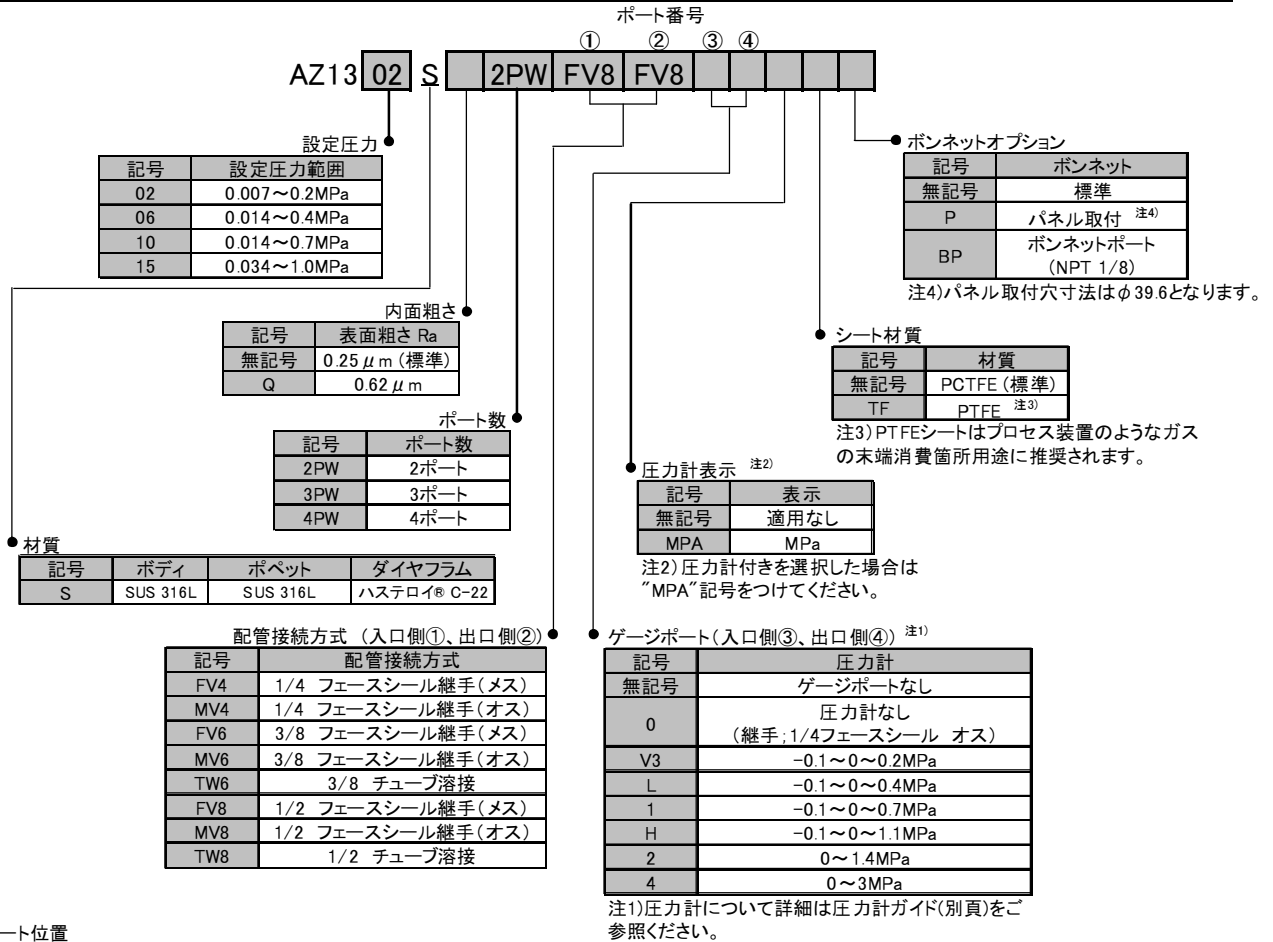 ポート番号
① ② ③ ④
AZ13 02 S 2PW FV8 FV8
設定圧力
記号 設定圧力範囲
02 0.007～0.2MPa
06 0.014～0.4MPa
10 0.014～0.7MPa
15 0.034～1.0MPa
内面粗さ
記号 表面粗さ Ra
無記号 0.25μm(標準)
Q 0.62μm
ポート数
記号 ポート数
2PW 2ポート
3PW 3ポート
4PW 4ポート
材質
記号 ボディ ポペット ダイヤフラム
S SUS 316L SUS 316L ハステロイ® C-22
配管接続方式 (入口側①、出口側②)
記号 配管接続方式
FV4 1/4 フェースシール継手(メス)
MV4 1/4 フェースシール継手(オス)
FV6 3/8 フェースシール継手(メス)
MV6 3/8 フェースシール継手(オス)
TW6 3/8 チューブ溶接
FV8 1/2 フェースシール継手(メス)
MV8 1/2 フェースシール継手(オス)
TW8 1/2 チューブ溶接
ボンネットオプション
記号 ボンネット
無記号 標準
P パネル取付 注4)
BP ボンネットポート
(NPT 1/8)
注4)パネル取付穴寸法はφ39.6となります。
シート材質
記号 材質
無記号 PCTFE(標準)
TF PTFE 注3)
注3)PTFEシートはプロセス装置のようなガス
の末端消費箇所用途に推奨されます。
圧力計表示 注2)
記号 表示
無記号 適用なし
MPA MPa
注2)圧力計付きを選択した場合は
"MPA"記号をつけてください。
ゲージポート(入口側③、出口側④) 注1)
記号 圧力計
無記号 ゲージポートなし
0 圧力計なし
(継手;1/4フェースシール オス)
V3 -0.1～0～0.2MPa
L -0.1～0～0.4MPa
1 -0.1～0～0.7MPa
H -0.1～0～1.1MPa
2 0～1.4MPa
4 0～3MPa
注1)圧力計について詳細は圧力計ガイド(別頁)をご
参照ください。
ート位置